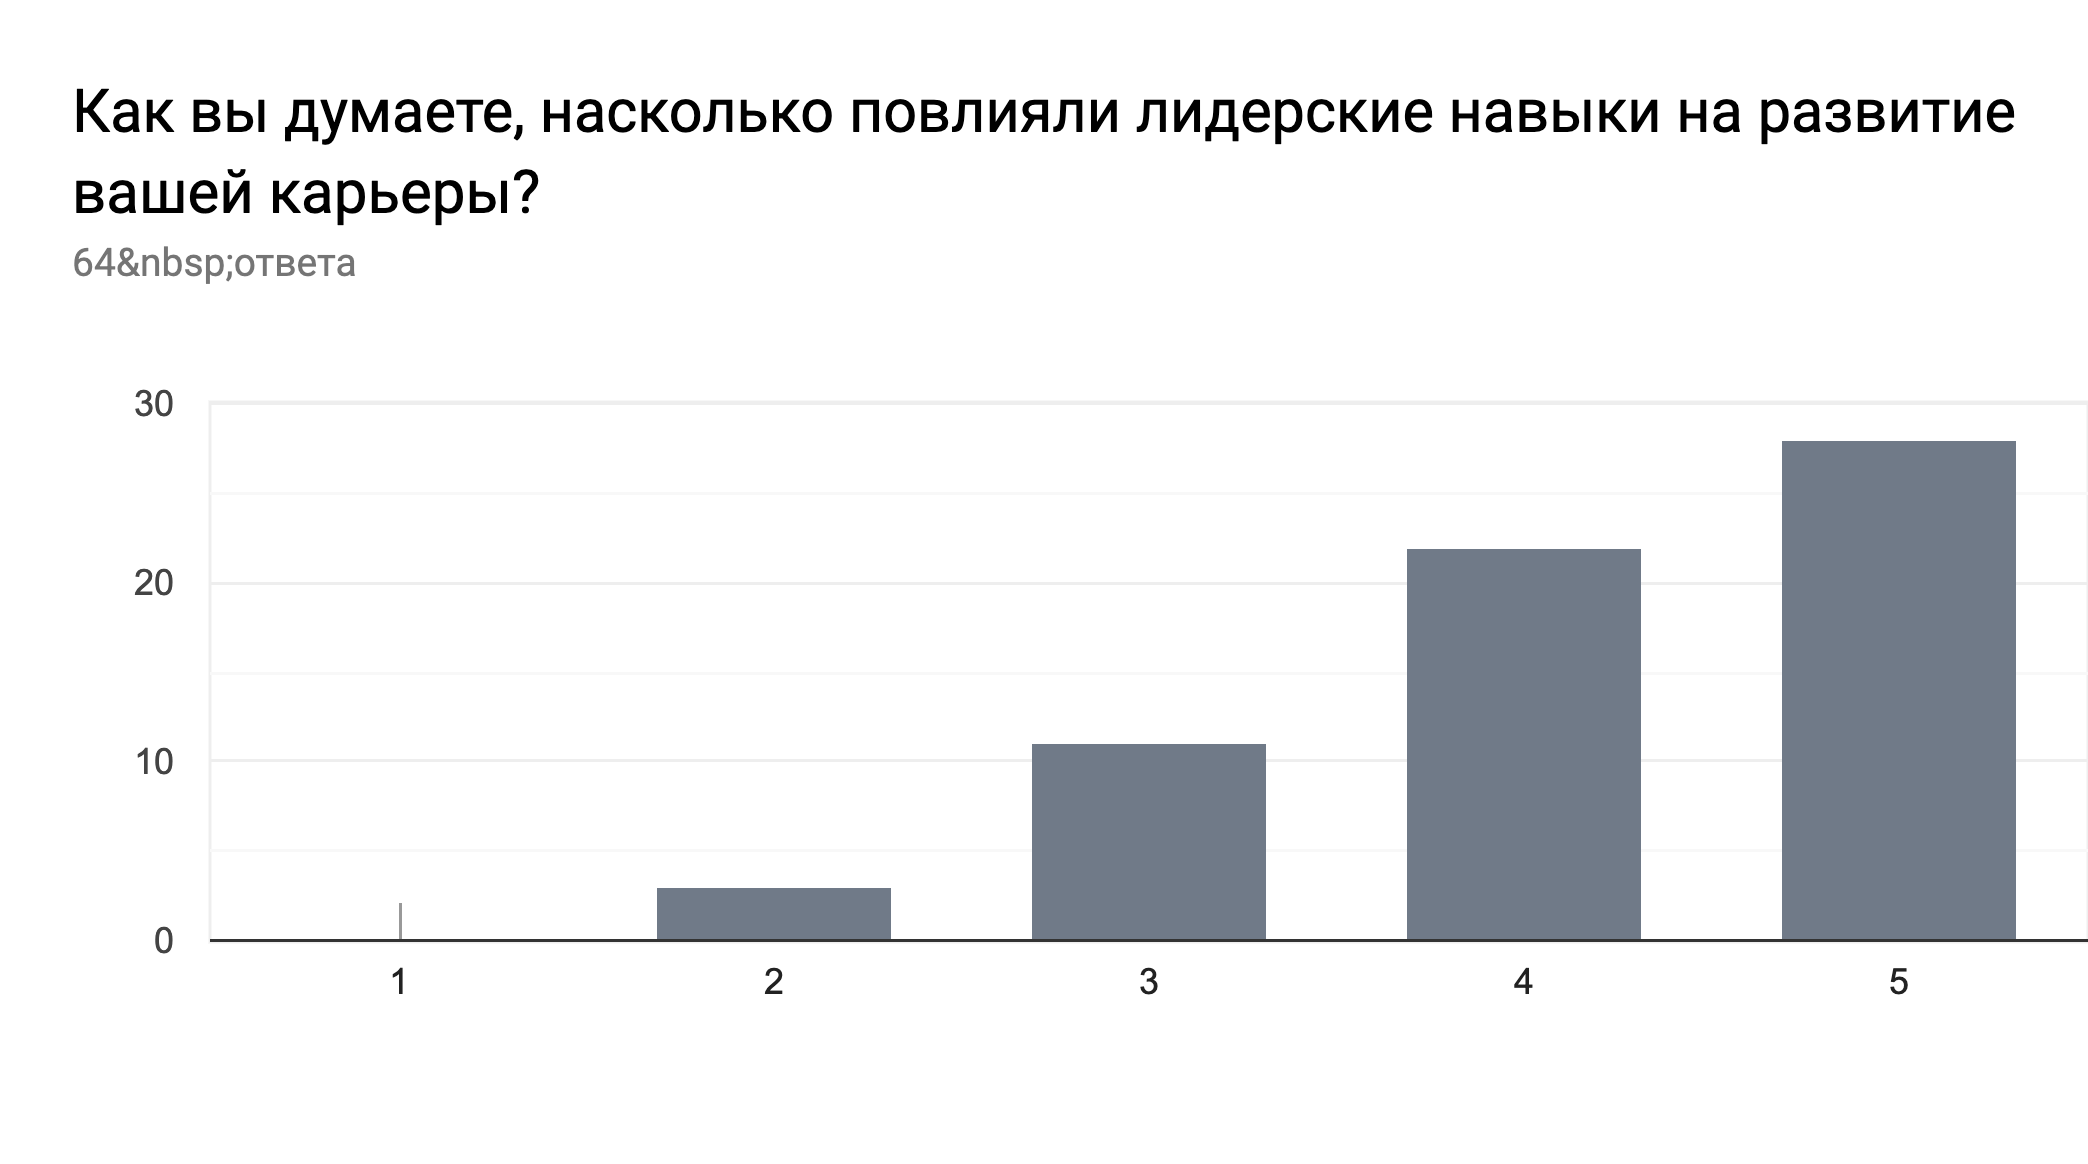 Как вы думаете, насколько повлияли лидерские навыки на развитие
вашей карьеры?
64&nbsp;ответа
30
20
10
0
1 2 3 4 5